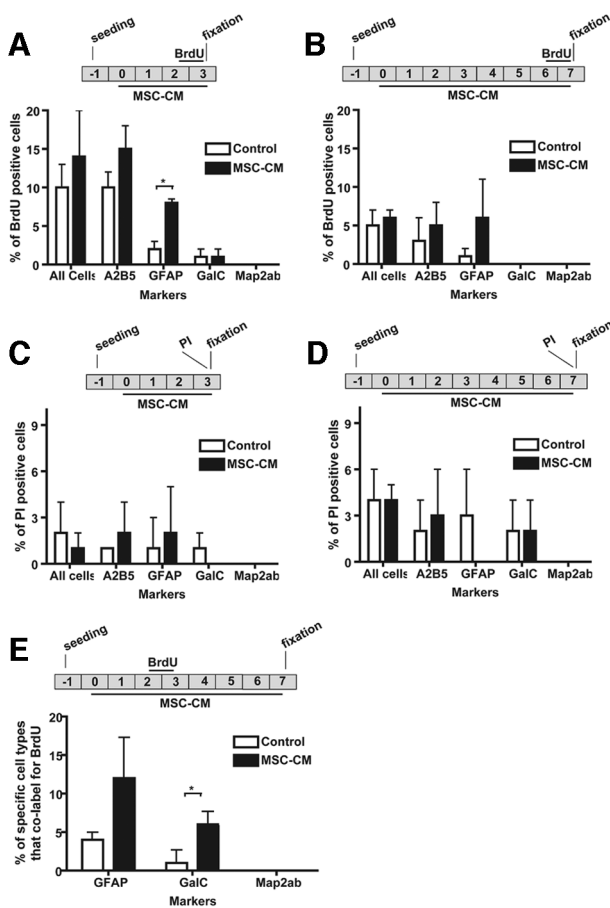 A
seeding
fixation
BrdU
-1 0 1 2 3
MSC-CM
% of BrdU positive cells
20
15
10
5
0
Control
MSC-CM
*
All Cells A2B5 GFAP GalC Map2ab
Markers
B
seeding
fixation
BrdU
-1 0 1 2 3 4 5 6 7
MSC-CM
% of BrdU positive cells
20
15
10
5
0
Control
MSC-CM
All cells A2B5 GFAP GalC Map2ab
Markers
C
seeding
PI
fixation
-1 0 1 2 3
MSC-CM
% of PI positive cells
9
6
3
0
Control
MSC-CM
All cells A2B5 GFAP GalC Map2ab
Markers
D
seeding
PI
fixation
-1 0 1 2 3 4 5 6 7
MSC-CM
% of PI positive cells
9
6
3
0
Control
MSC-CM
All cells A2B5 GFAP GalC Map2ab
Markers
E
seeding
BrdU
fixation
-1 0 1 2 3 4 5 6 7
MSC-CM
% of specific cell types
that co-label for BrdU
20
15
10
5
0
Control
MSC-CM
*
GFAP GalC Map2ab
Markers